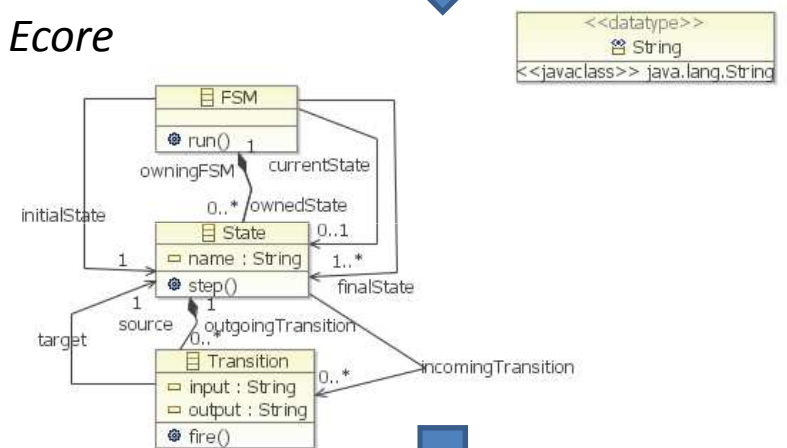 Ecore
<<datatype>>
String
<<javaclass>> java.lang.String
FSM
run()
1
owningFSM
currentState
initialState
0..*
ownedState
0..1
State
name : String
step()
1
1..*
finalState
1
source
1
outgoingTransition
target
0..*
incomingTransition
Transition
0..*
input : String
output : String
fire()